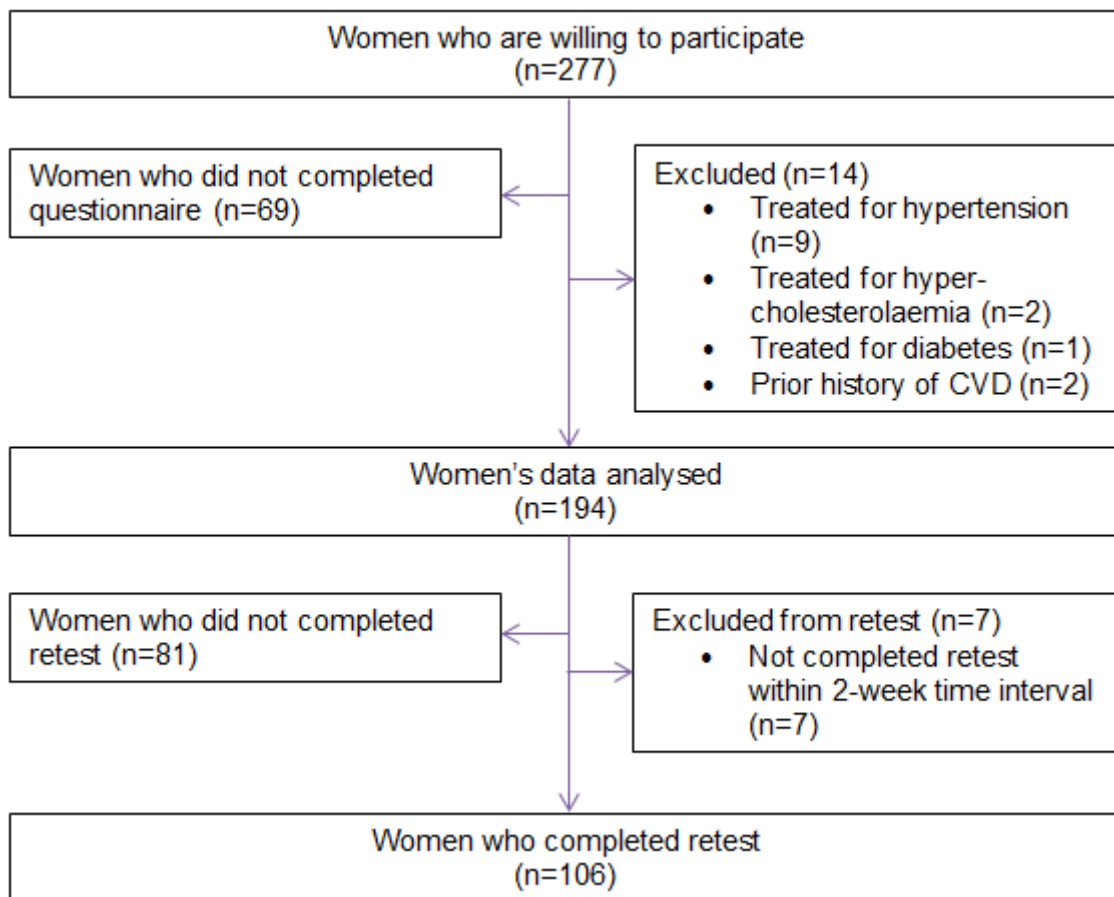 Women who are willing to participate
(n=277)
Women who did not completed
questionnaire (n=69)
Excluded (n=14)
• Treated for hypertension
(n=9)
• Treated for hyper-
cholesterolaemia (n=2)
• Treated for diabetes (n=1)
• Prior history of CVD (n=2)
Women’s data analysed
(n=194)
Women who did not completed
retest (n=81)
Excluded from retest (n=7)
• Not completed retest
within 2-week time interval
(n=7)
Women who completed retest
(n=106)